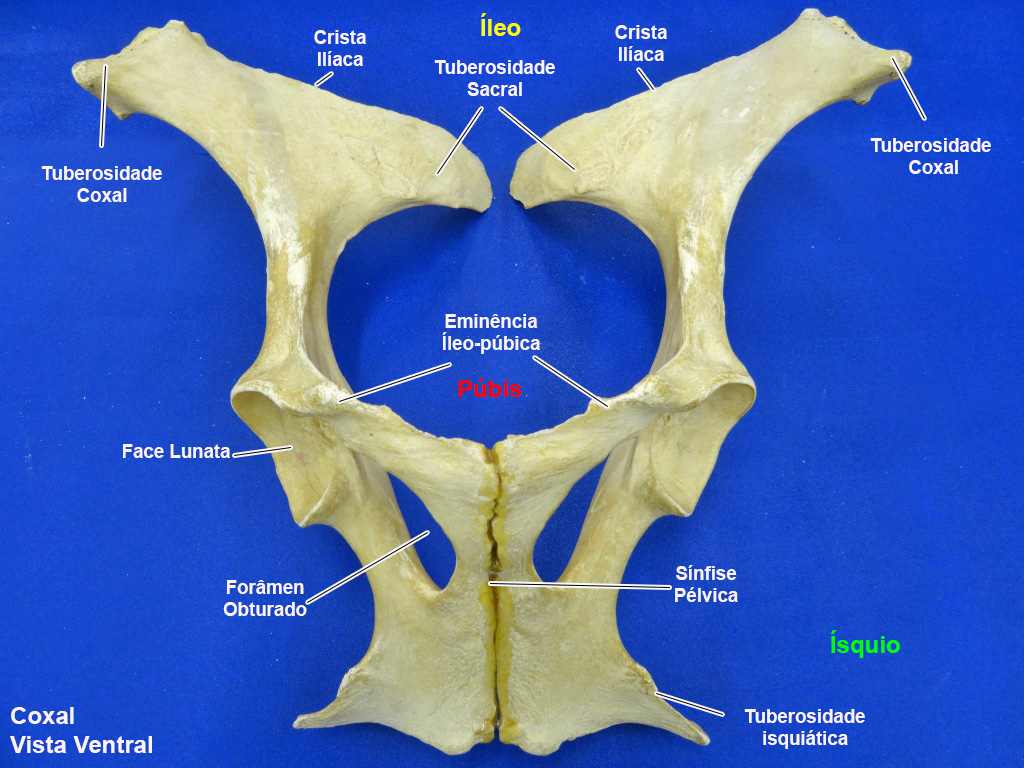 Íleo
Crista
Ilíaca
Crista
Ilíaca
Tuberosidade
Sacral
Tuberosidade
Coxal
Tuberosidade
Coxal
Eminência
Íleo-púbica
Púbis
Face Lunata
Forâmen
Obturado
Sínfise
Pélvica
Ísquio
Tuberosidade
isquiática
Coxal
Vista Ventral